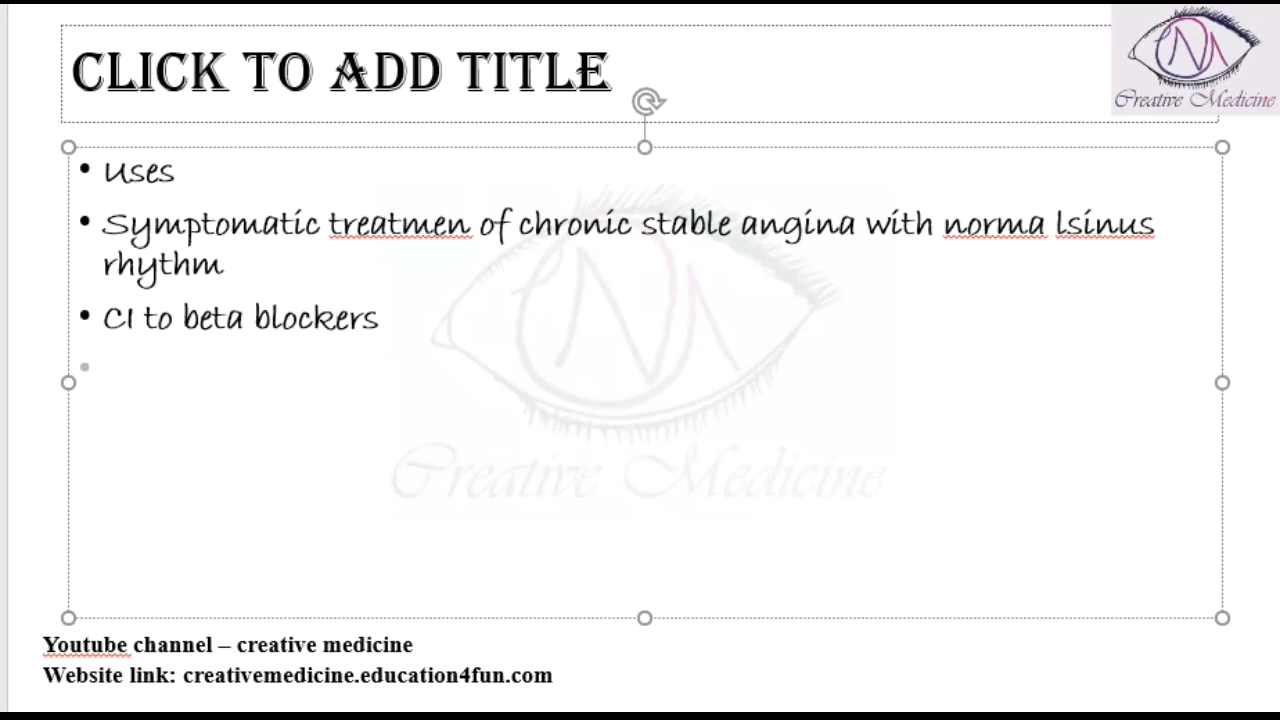 CLICK TO ADD TITLE
Creative Medicine
• Uses
• Symptomatic treatmen of chronic stable angina with norma lsinus
rhythm
• CI to beta blockers
Creative Medicine
Youtube channel – creative medicine
Website link: creativemedicine.education4fun.com